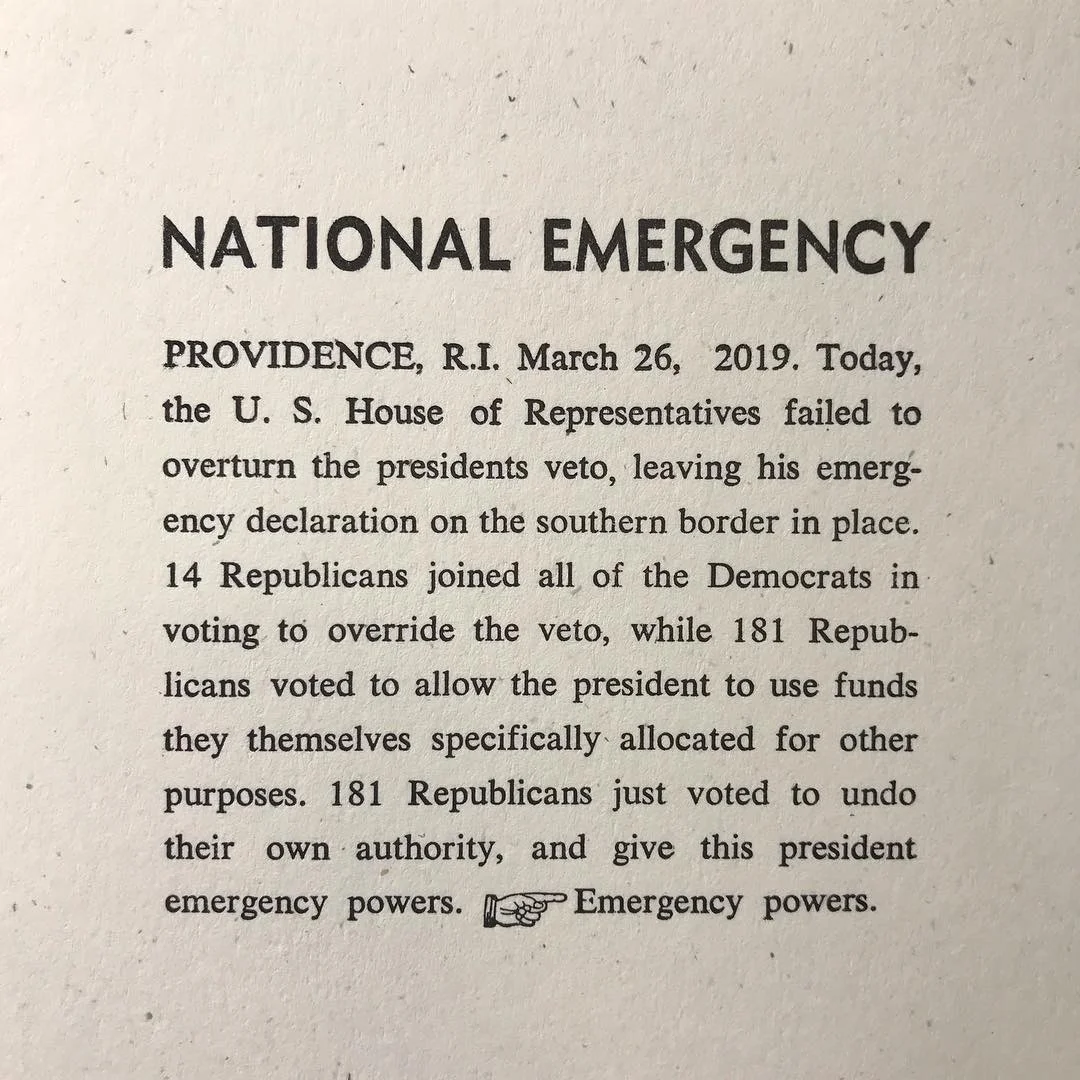 NATIONAL EMERGENCY
PROVIDENCE, R.I. March 26, 2019. Today,
the U. S. House of Representatives failed to
overturn the presidents veto, leaving his emerg-
ency declaration on the southern border in place.
14 Republicans joined all of the Democrats in
voting to override the veto, while 181 Repub-
licans voted to allow the president to use funds
they themselves specifically allocated for other
purposes. 181 Republicans just voted to undo
their own authority, and give this president
emergency powers. ☞ Emergency powers.